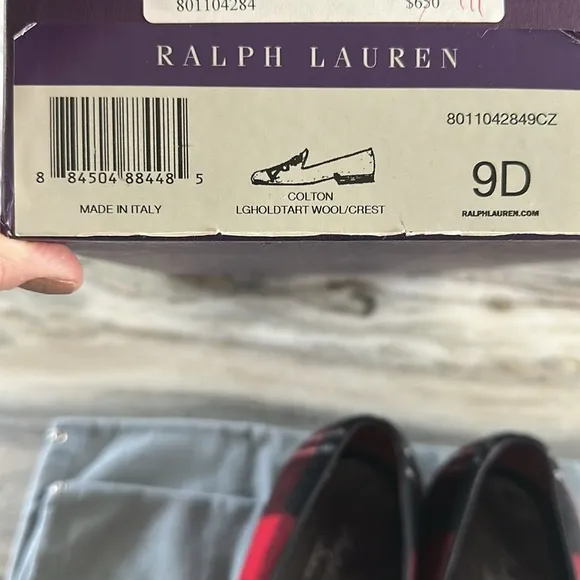 801104284 $650
RALPH LAUREN
8011042849CZ
8 84504 88448 5
COLTON
9D
MADE IN ITALY
LGHOLDTART WOOL/CREST
RALPHLAUREN.COM